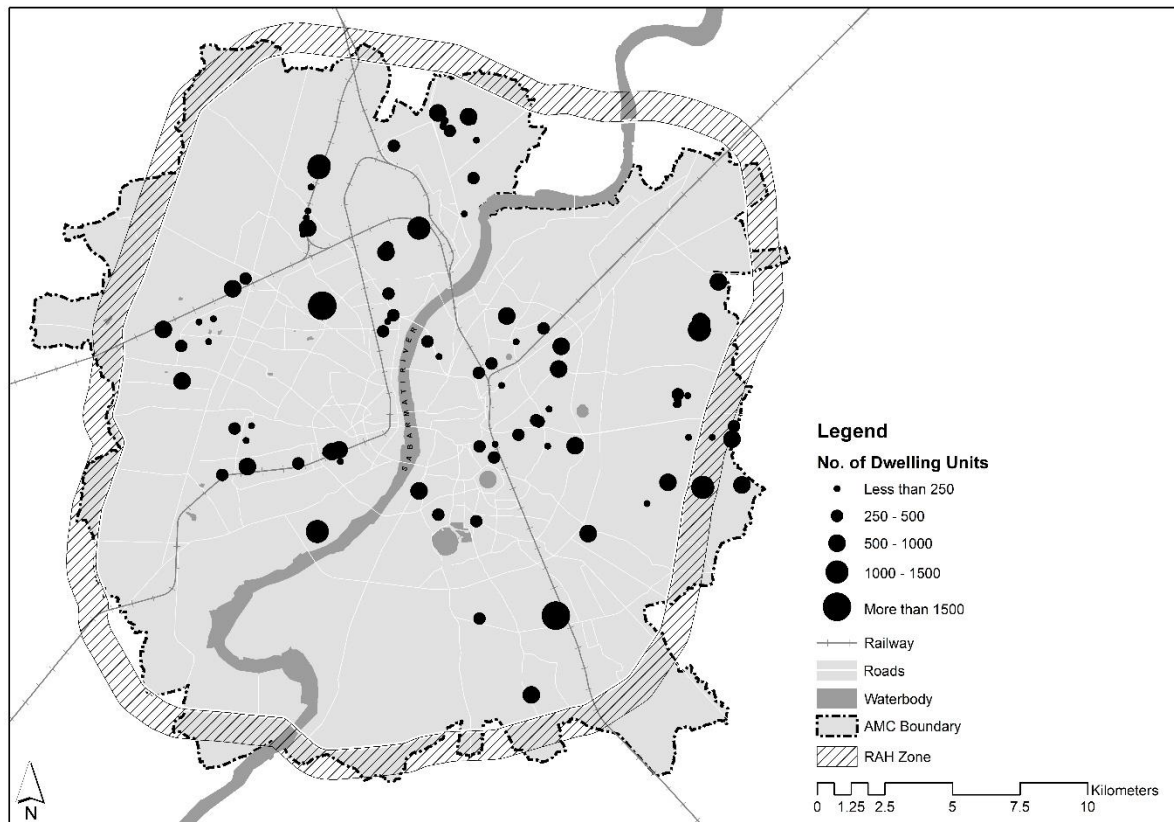 SABARMATI RIVER
Legend
No. of Dwelling Units
Less than 250
250 - 500
500 - 1000
1000 - 1500
More than 1500
Railway
Roads
Waterbody
AMC Boundary
RAH Zone
Kilometers
0 1.25 2.5 5 7.5 10
N